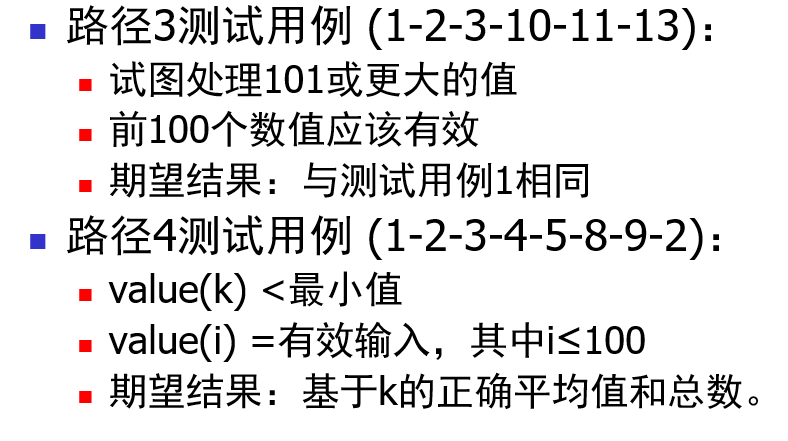 路径3测试用例 (1-2-3-10-11-13)：
试图处理101或更大的值
前100个数值应该有效
期望结果：与测试用例1相同
路径4测试用例 (1-2-3-4-5-8-9-2)：
value(k) <最小值
value(i) =有效输入，其中i≤100
期望结果：基于k的正确平均值和总数。